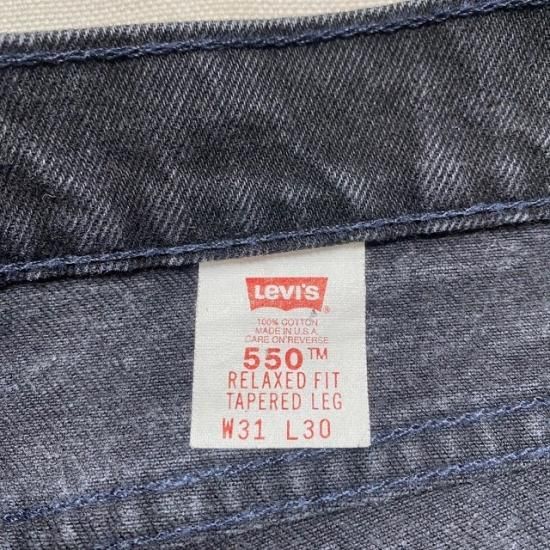 LEVI'S ®
100% COTTON
MADE IN U.S.A.
CARE ON REVERSE
550™
RELAXED FIT
TAPERED LEG
W31 L30